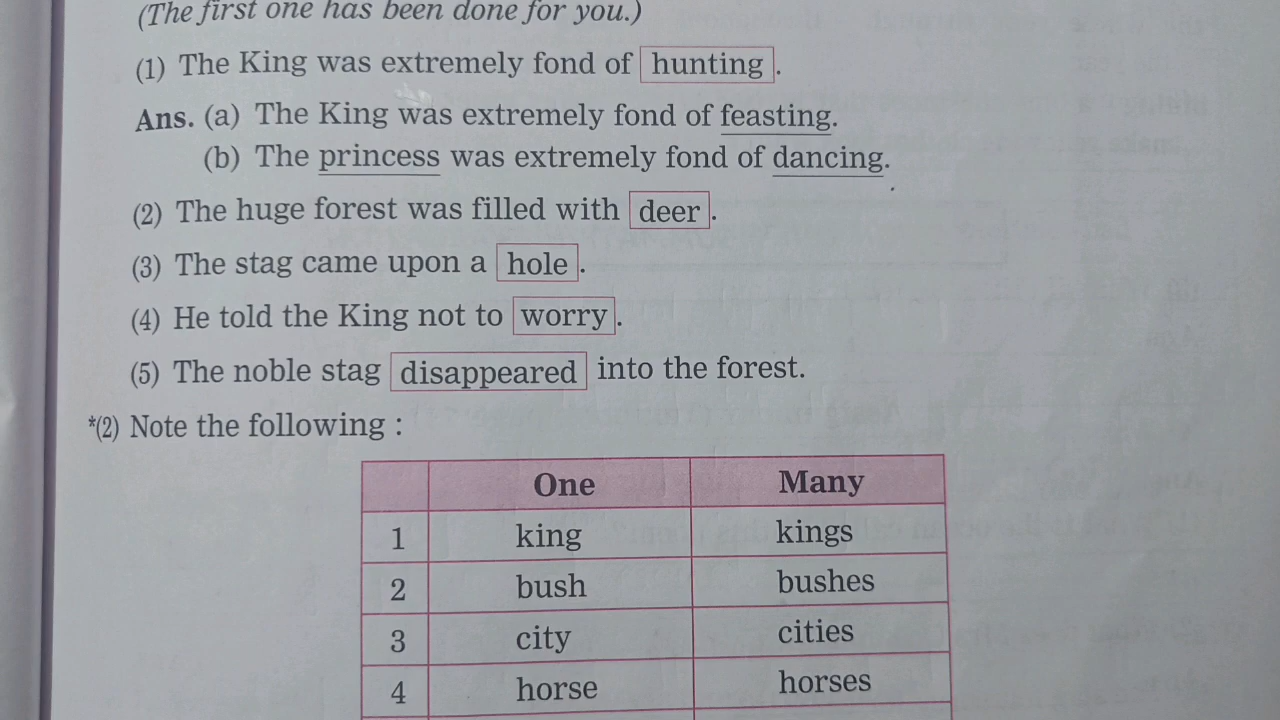 (The first one has been done for you.)
(1) The King was extremely fond of hunting.
Ans. (a) The King was extremely fond of feasting.
(b) The princess was extremely fond of dancing.
(2) The huge forest was filled with deer.
(3) The stag came upon a hole.
(4) He told the King not to worry.
(5) The noble stag disappeared into the forest.
*(2) Note the following :
One Many
1 king kings
2 bush bushes
3 city cities
4 horse horses